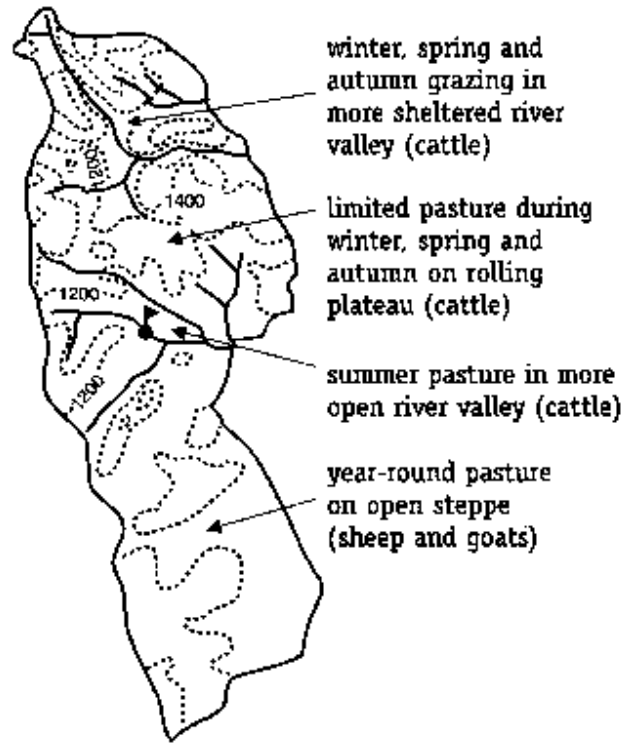 winter, spring and
autumn grazing in
more sheltered river
valley (cattle)
1200
1400
limited pasture during
winter, spring and
autumn on rolling
plateau (cattle)
1200
summer pasture in more
open river valley (cattle)
1200
year-round pasture
on open steppe
(sheep and goats)